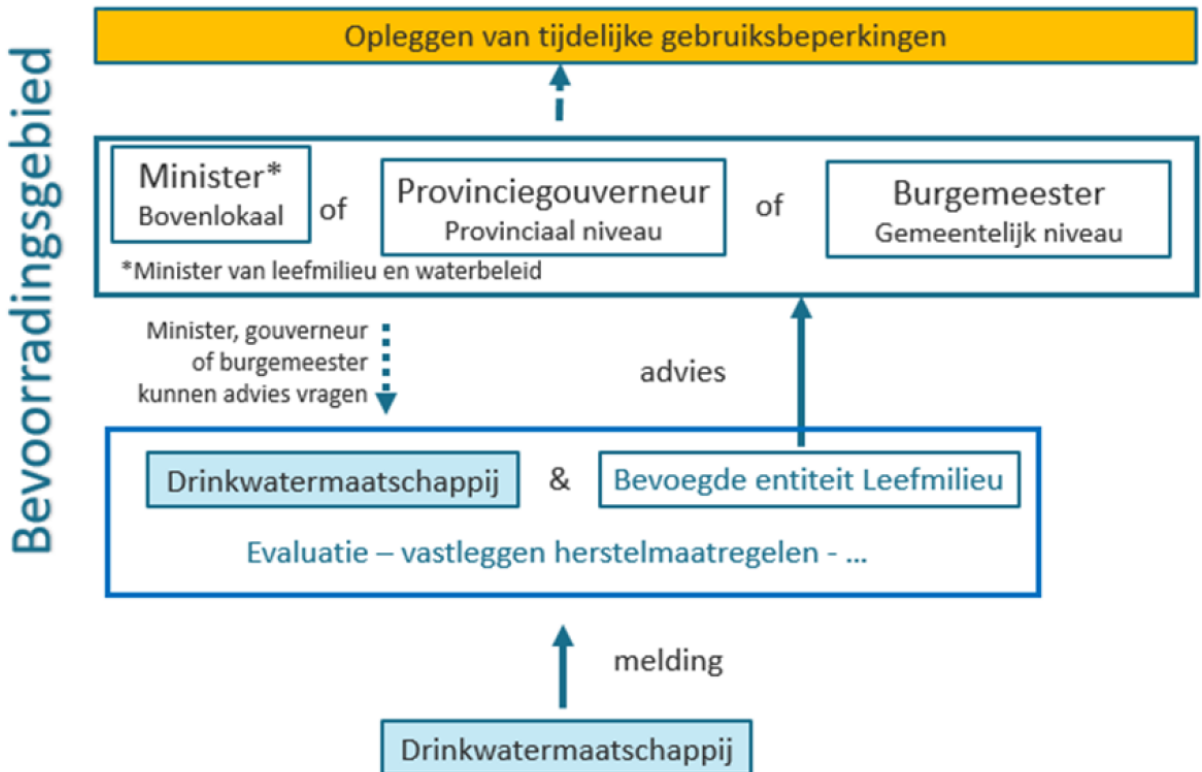 Bevoorradingsgebied
Opleggen van tijdelijke gebruiksbeperkingen
Minister*
Bovenlokaal
of
Provinciegouverneur
Provinciaal niveau
of
Burgemeester
Gemeentelijk niveau
*Minister van leefmilieu en waterbeleid
Minister, gouverneur
of burgemeester
kunnen advies vragen
advies
Drinkwatermaatschappij
&
Bevoegde entiteit Leefmilieu
Evaluatie – vastleggen herstelmaatregelen - ...
melding
Drinkwatermaatschappij